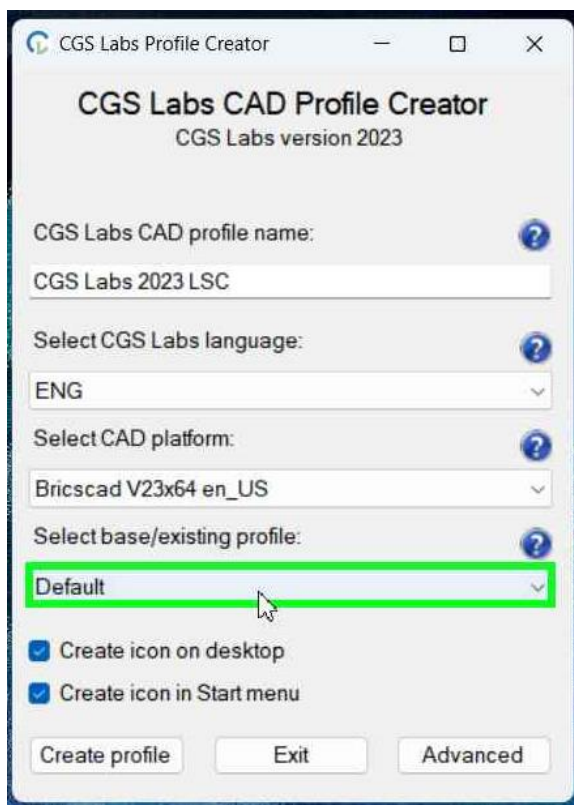 CGS Labs Profile Creator
CGS Labs CAD Profile Creator
CGS Labs version 2023
CGS Labs CAD profile name:
?
CGS Labs 2023 LSC
Select CGS Labs language:
?
ENG
Select CAD platform:
?
Bricscad V23x64 en_US
Select base/existing profile:
?
Default
Create icon on desktop
Create icon in Start menu
Create profile Exit Advanced